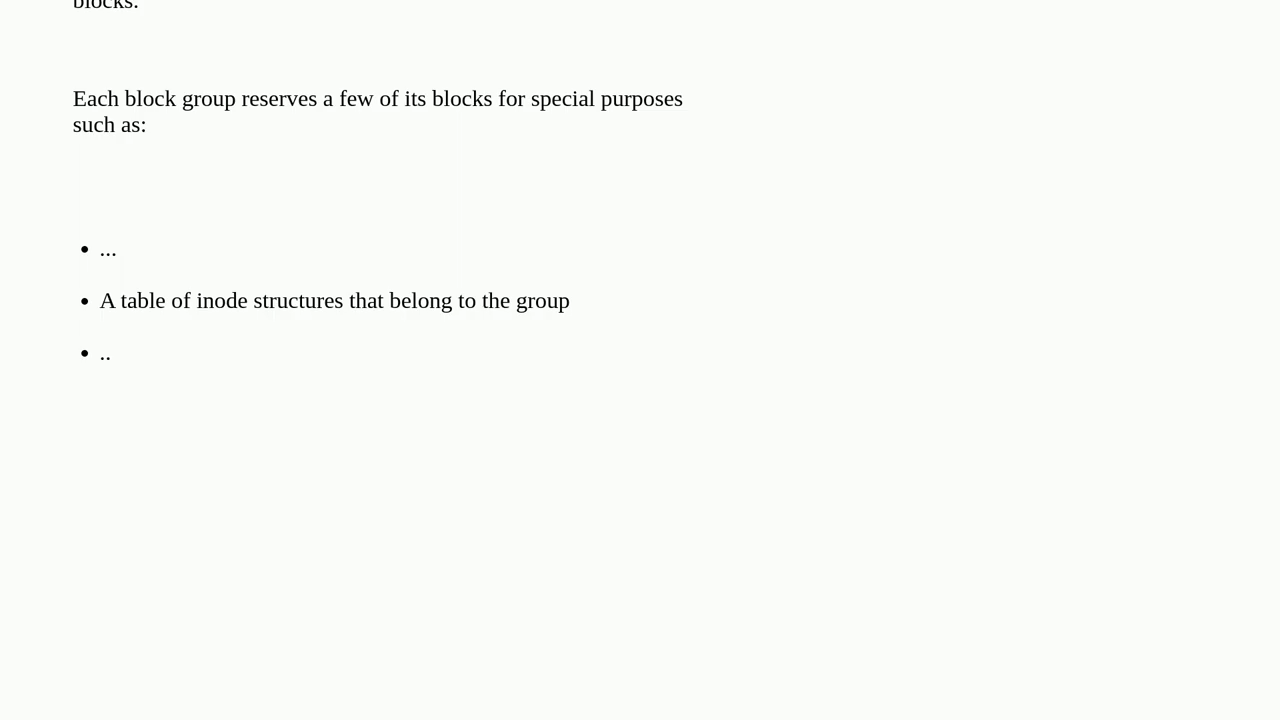 blocks.
Each block group reserves a few of its blocks for special purposes
such as:
• ...
• A table of inode structures that belong to the group
• ..